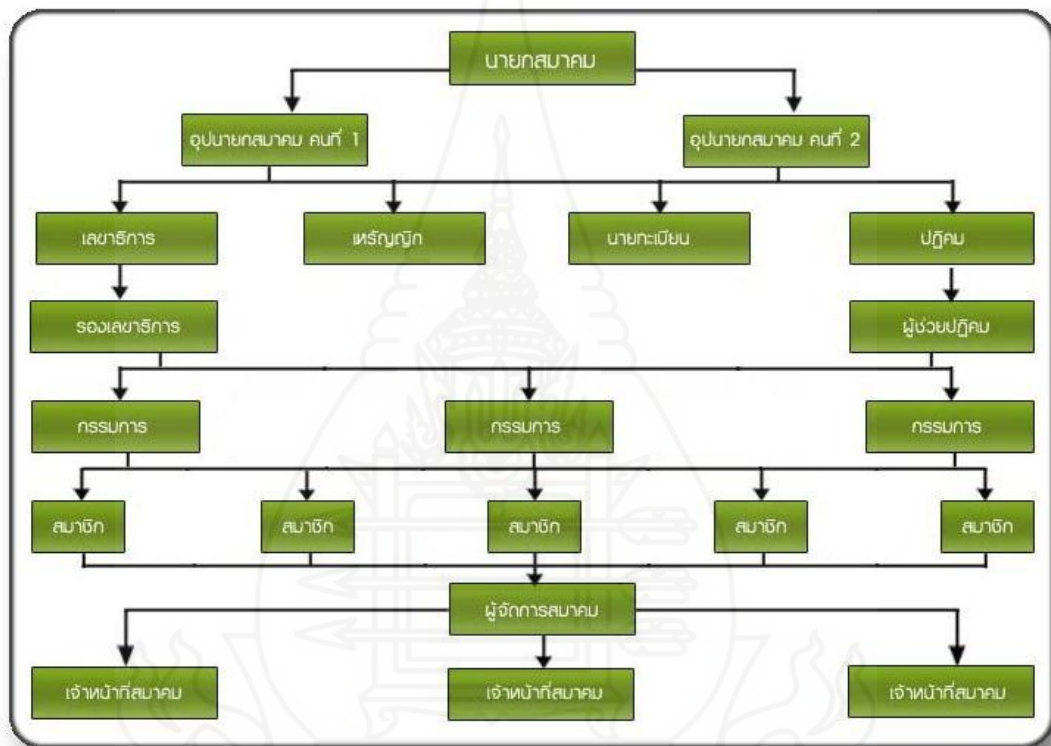 นายกสมาคม
อุปนายกสมาคม คนที่ 1
อุปนายกสมาคม คนที่ 2
เลขาธิการ
เหรัญญิก
นายทะเบียน
ปฏิคม
รองเลขาธิการ
ผู้ช่วยปฏิคม
กรรมการ
กรรมการ
กรรมการ
สมาชิก
สมาชิก
สมาชิก
สมาชิก
สมาชิก
ผู้จัดการสมาคม
เจ้าหน้าที่สมาคม
เจ้าหน้าที่สมาคม
เจ้าหน้าที่สมาคม